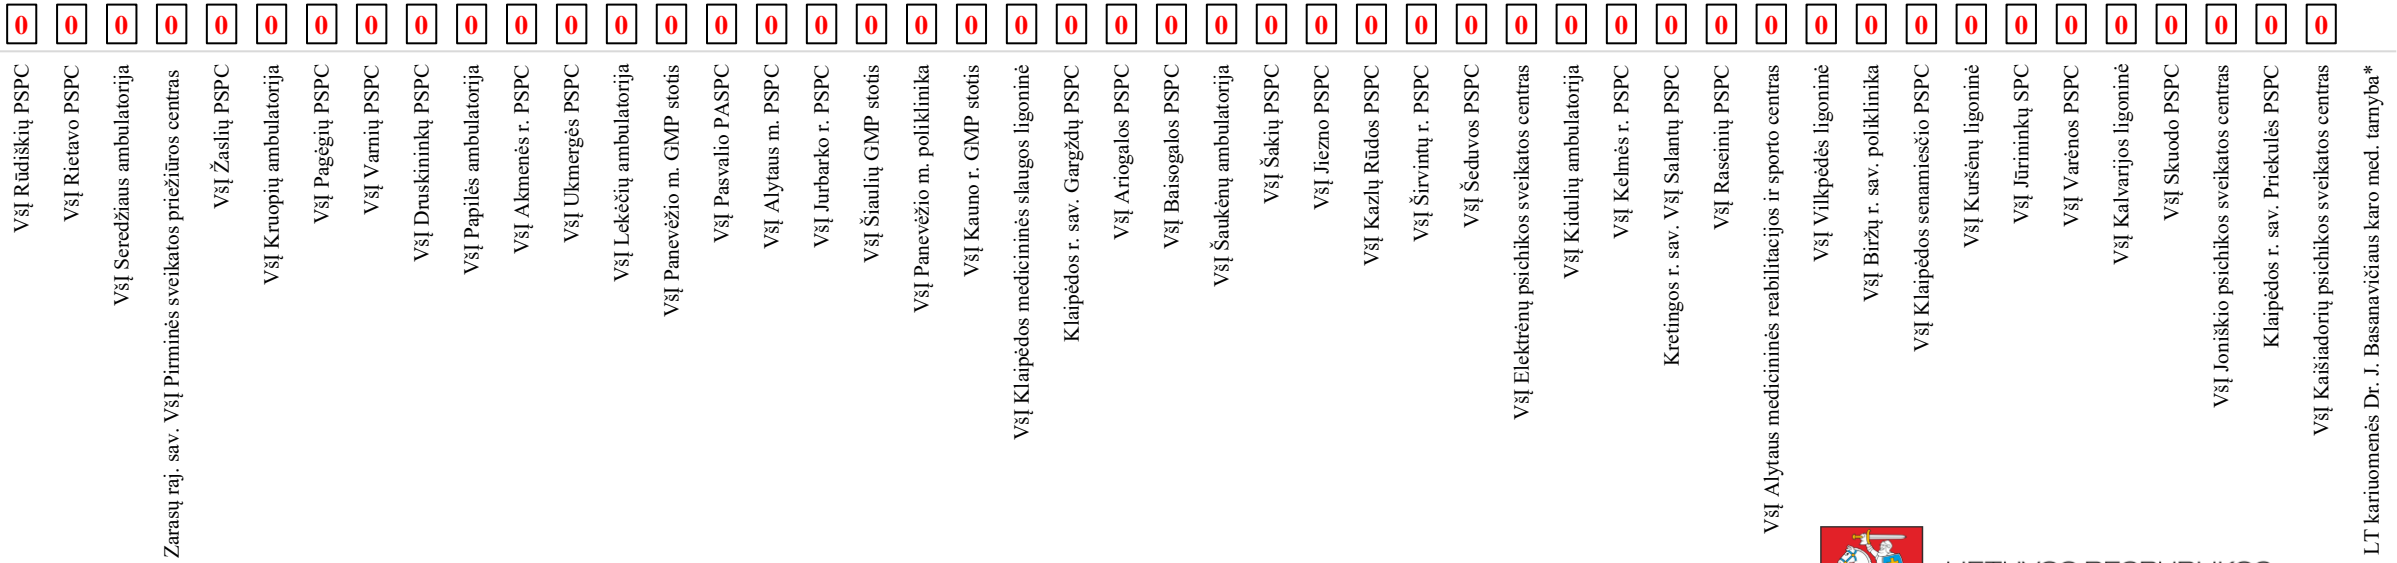 0 0 0 0 0 0 0 0 0 0 0 0 0 0 0 0 0 0 0 0 0 0 0 0 0 0 0 0 0 0 0 0 0 0 0 0 0 0 0 0 0 0 0 0 0 0 0
VšĮ Rūdiškių PSPC
VšĮ Rietavo PSPC
VšĮ Seredžiaus ambulatorija
Zarasų raj. sav. VšĮ Pirminės sveikatos priežiūros centras
VšĮ Žaslių PSPC
VšĮ Kruopių ambulatorija
VšĮ Pagėgių PSPC
VšĮ Varnių PSPC
VšĮ Druskininkų PSPC
VšĮ Papilės ambulatorija
VšĮ Akmenės r. PSPC
VšĮ Ukmergės PSPC
VšĮ Lekėčių ambulatorija
VšĮ Panevėžio m. GMP stotis
VšĮ Pasvalio PASPC
VšĮ Alytaus m. PSPC
VšĮ Jurbarko r. PSPC
VšĮ Šiaulių GMP stotis
VšĮ Panevėžio m. poliklinika
VšĮ Kauno r. GMP stotis
VšĮ Klaipėdos medicininės slaugos ligoninė
Klaipėdos r. sav. Gargždų PSPC
VšĮ Ariogalos PSPC
VšĮ Baisogalos PSPC
VšĮ Šaukėnų ambulatorija
VšĮ Šakių PSPC
VšĮ Jiezno PSPC
VšĮ Kazlų Rūdos PSPC
VšĮ Širvintų r. PSPC
VšĮ Šeduvos PSPC
VšĮ Elektrėnų psichikos sveikatos centras
VšĮ Kidulių ambulatorija
VšĮ Kelmės r. PSPC
Kretingos r. sav. VšĮ Salantų PSPC
VšĮ Raseinių PSPC
VšĮ Alytaus medicininės reabilitacijos ir sporto centras
VšĮ Vilkpėdės ligoninė
VšĮ Biržų r. sav. poliklinika
VšĮ Klaipėdos senamiesčio PSPC
VšĮ Kuršėnų ligoninė
VšĮ Jūrininkų SPC
VšĮ Varėnos PSPC
VšĮ Kalvarijos ligoninė
VšĮ Skuodo PSPC
VšĮ Joniškio psichikos sveikatos centras
Klaipėdos r. sav. Priekulės PSPC
VšĮ Kaišiadorių psichikos sveikatos centras
LT kariuomenės Dr. J. Basanavičiaus karo med. tarnyba*